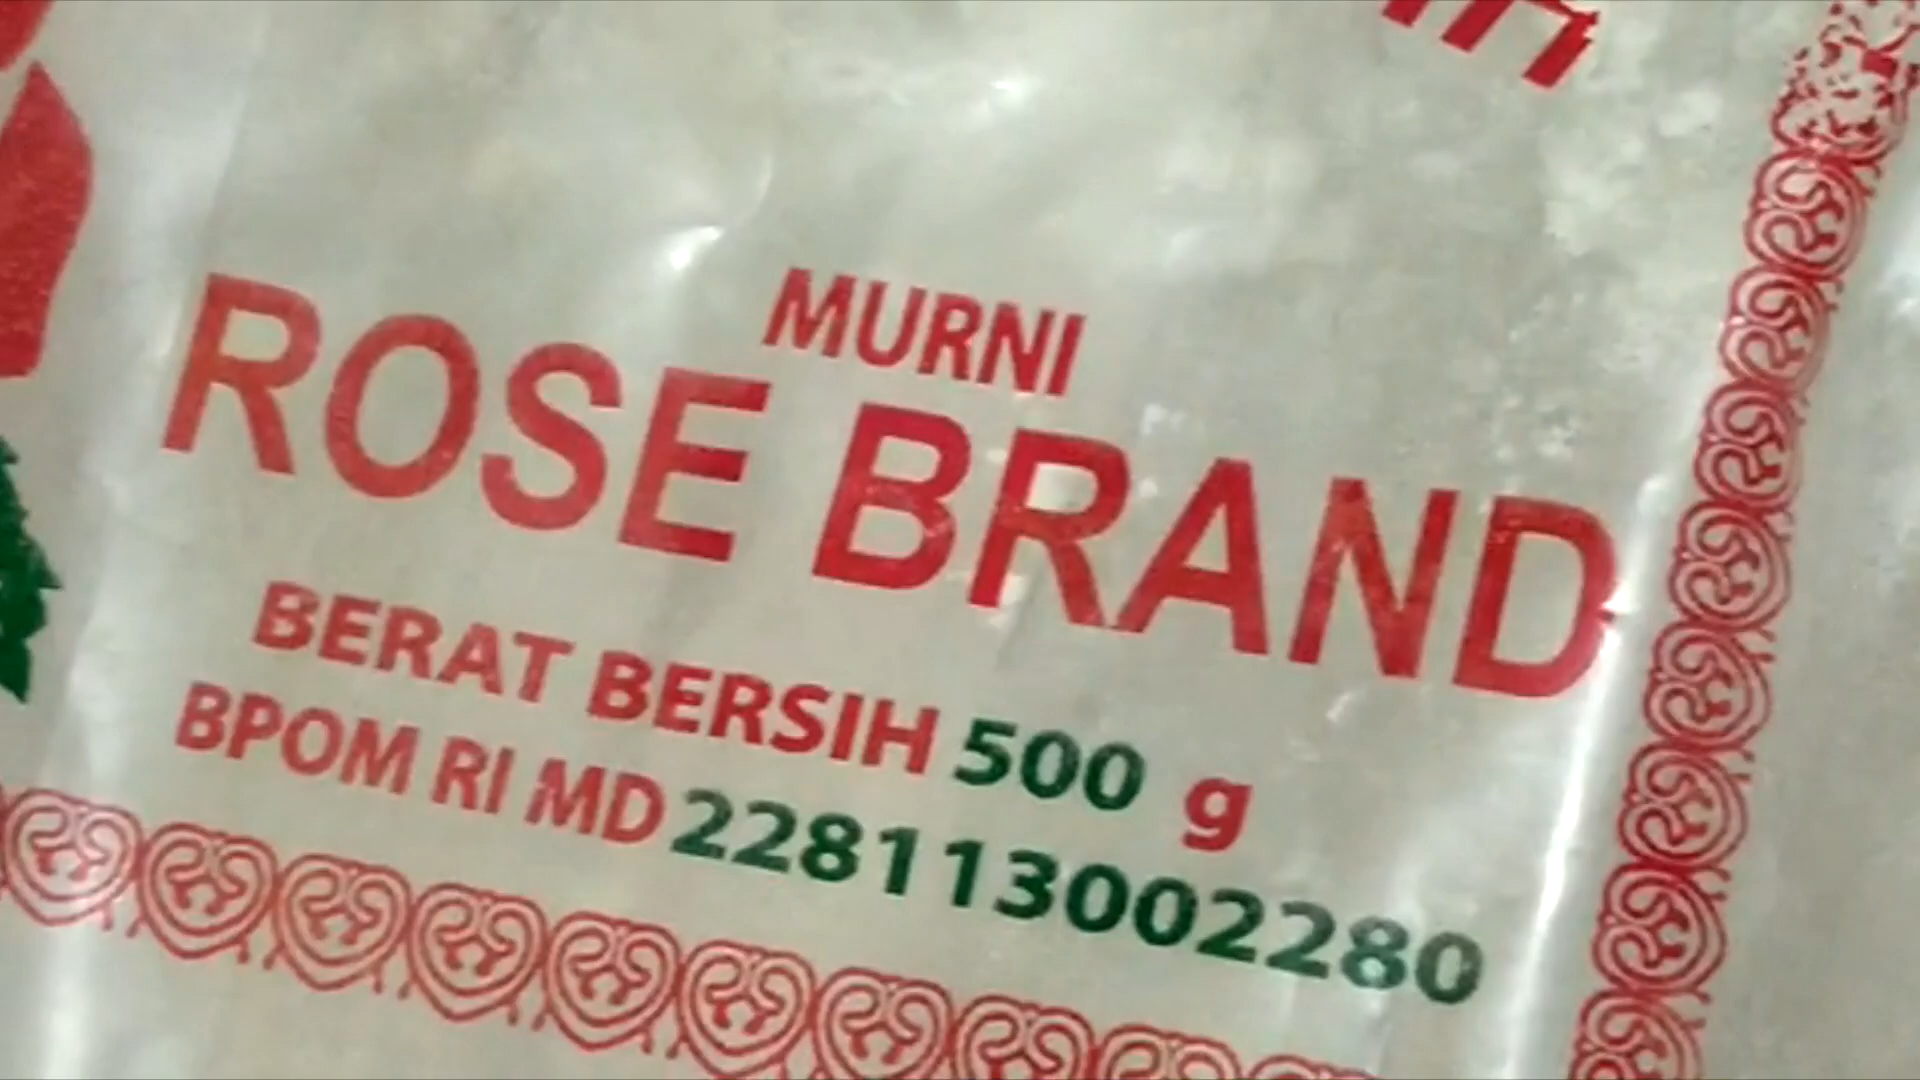 MURNI
ROSE BRAND
BERAT BERSIH 500 g
BPOM RI MD 228113002280